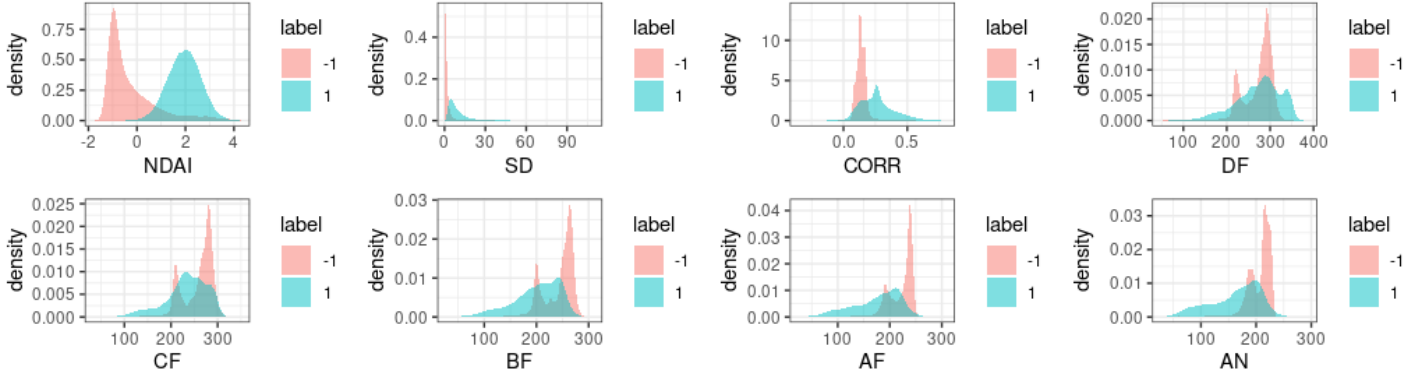 density
0.75
0.50
0.25
0.00
-2 0 2 4
NDAI
label
-1
1
density
0.4
0.2
0.0
0 30 60 90
SD
label
-1
1
density
10
5
0
0.0 0.5
CORR
label
-1
1
density
0.020
0.015
0.010
0.005
0.000
100 200 300 400
DF
label
-1
1
density
0.025
0.020
0.015
0.010
0.005
0.000
100 200 300
CF
label
-1
1
density
0.03
0.02
0.01
0.00
100 200 300
BF
label
-1
1
density
0.04
0.03
0.02
0.01
0.00
100 200 300
AF
label
-1
1
density
0.03
0.02
0.01
0.00
100 200 300
AN
label
-1
1